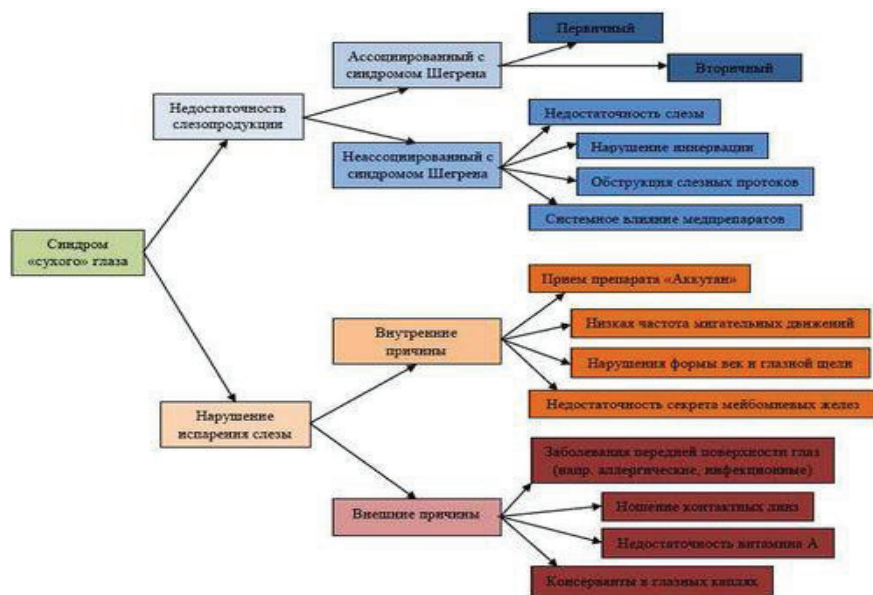 Первичный
Ассоциированный с
синдромом Шегрена
Вторичный
Недостаточность
слезопродукции
Недостаточность слезы
Нарушение иннервации
Неассоциированный с
синдромом Шегрена
Обструкция слезных протоков
Системное влияние медпрепаратов
Синдром
«сухого» глаза
Прием препарата «Аккутан»
Внутренние
причины
Низкая частота мигательных движений
Нарушения формы век и глазной щели
Недостаточность секрета мейбомиевых желез
Нарушение
испарения слезы
Заболевания передней поверхности глаз
(напр. аллергические, инфекционные)
Внешние причины
Ношение контактных линз
Недостаточность витамина А
Консерванты в глазных каплях